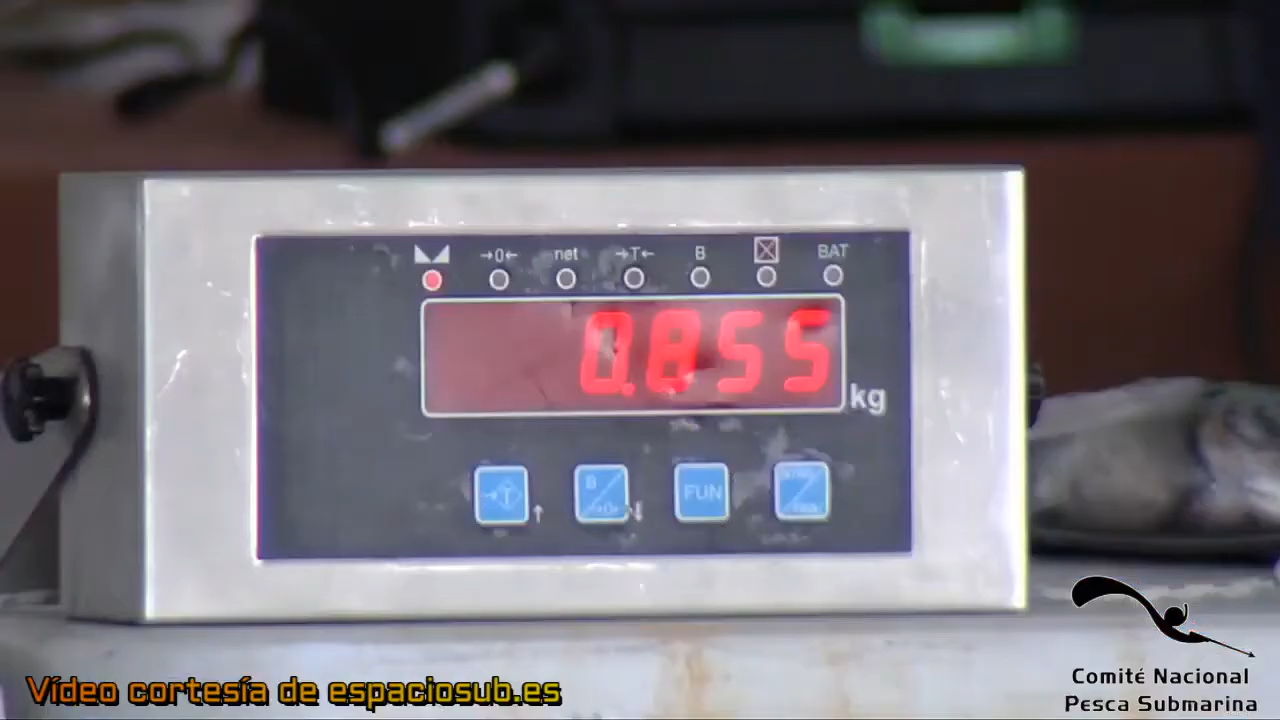 →0← net →T← B BAT
0.855
kg
→T← ↑ B FUN
Vídeo cortesía de espaciosub.es
Comité Nacional
Pesca Submarina